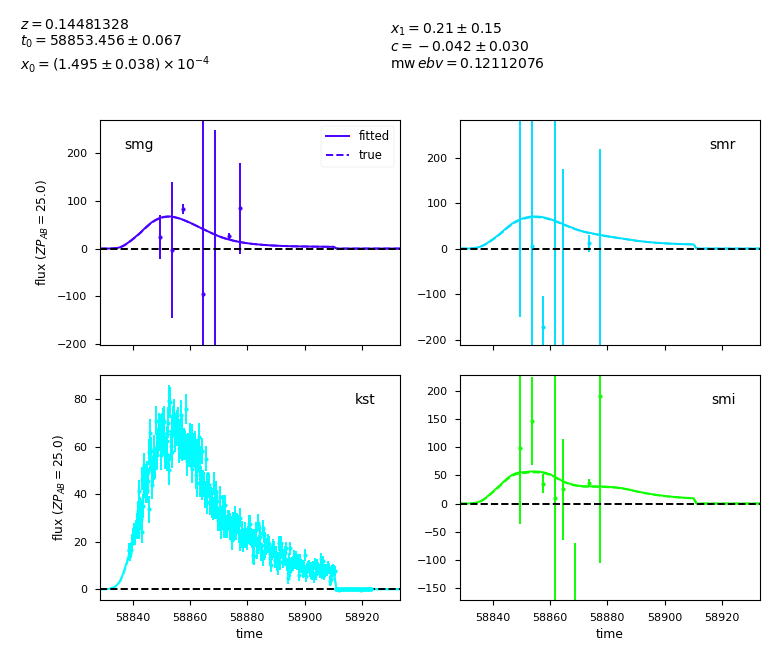 z = 0.14481328
t₀ = 58853.456 ± 0.067
x₀ = (1.495 ± 0.038) × 10⁻⁴
x₁ = 0.21 ± 0.15
c = −0.042 ± 0.030
mw ebv = 0.12112076
smg
fitted
true
200
100
0
−100
−200
flux (ZP_AB = 25.0)
smr
200
100
0
−100
−200
kst
80
60
40
20
0
flux (ZP_AB = 25.0)
58840 58860 58880 58900 58920
time
smi
200
150
100
50
0
−50
−100
−150
58840 58860 58880 58900 58920
time